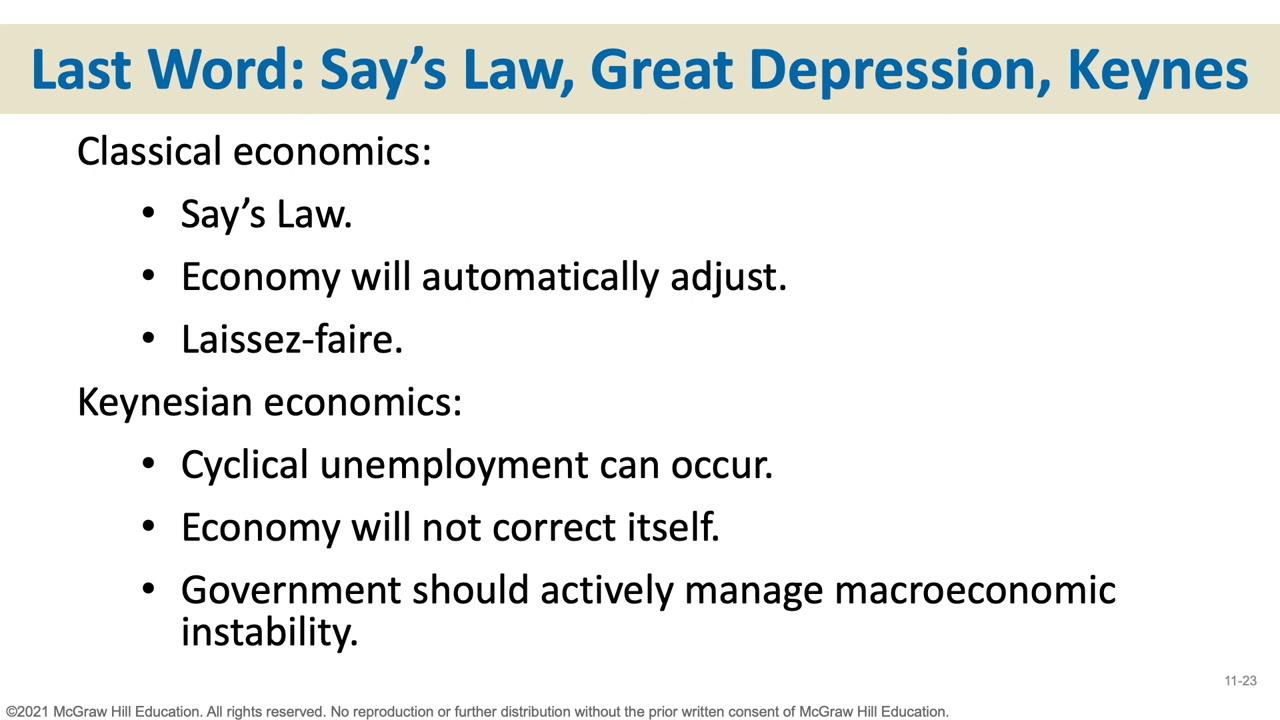 Last Word: Say’s Law, Great Depression, Keynes
Classical economics:
• Say’s Law.
• Economy will automatically adjust.
• Laissez-faire.
Keynesian economics:
• Cyclical unemployment can occur.
• Economy will not correct itself.
• Government should actively manage macroeconomic
instability.
11-23
©2021 McGraw Hill Education. All rights reserved. No reproduction or further distribution without the prior written consent of McGraw Hill Education.